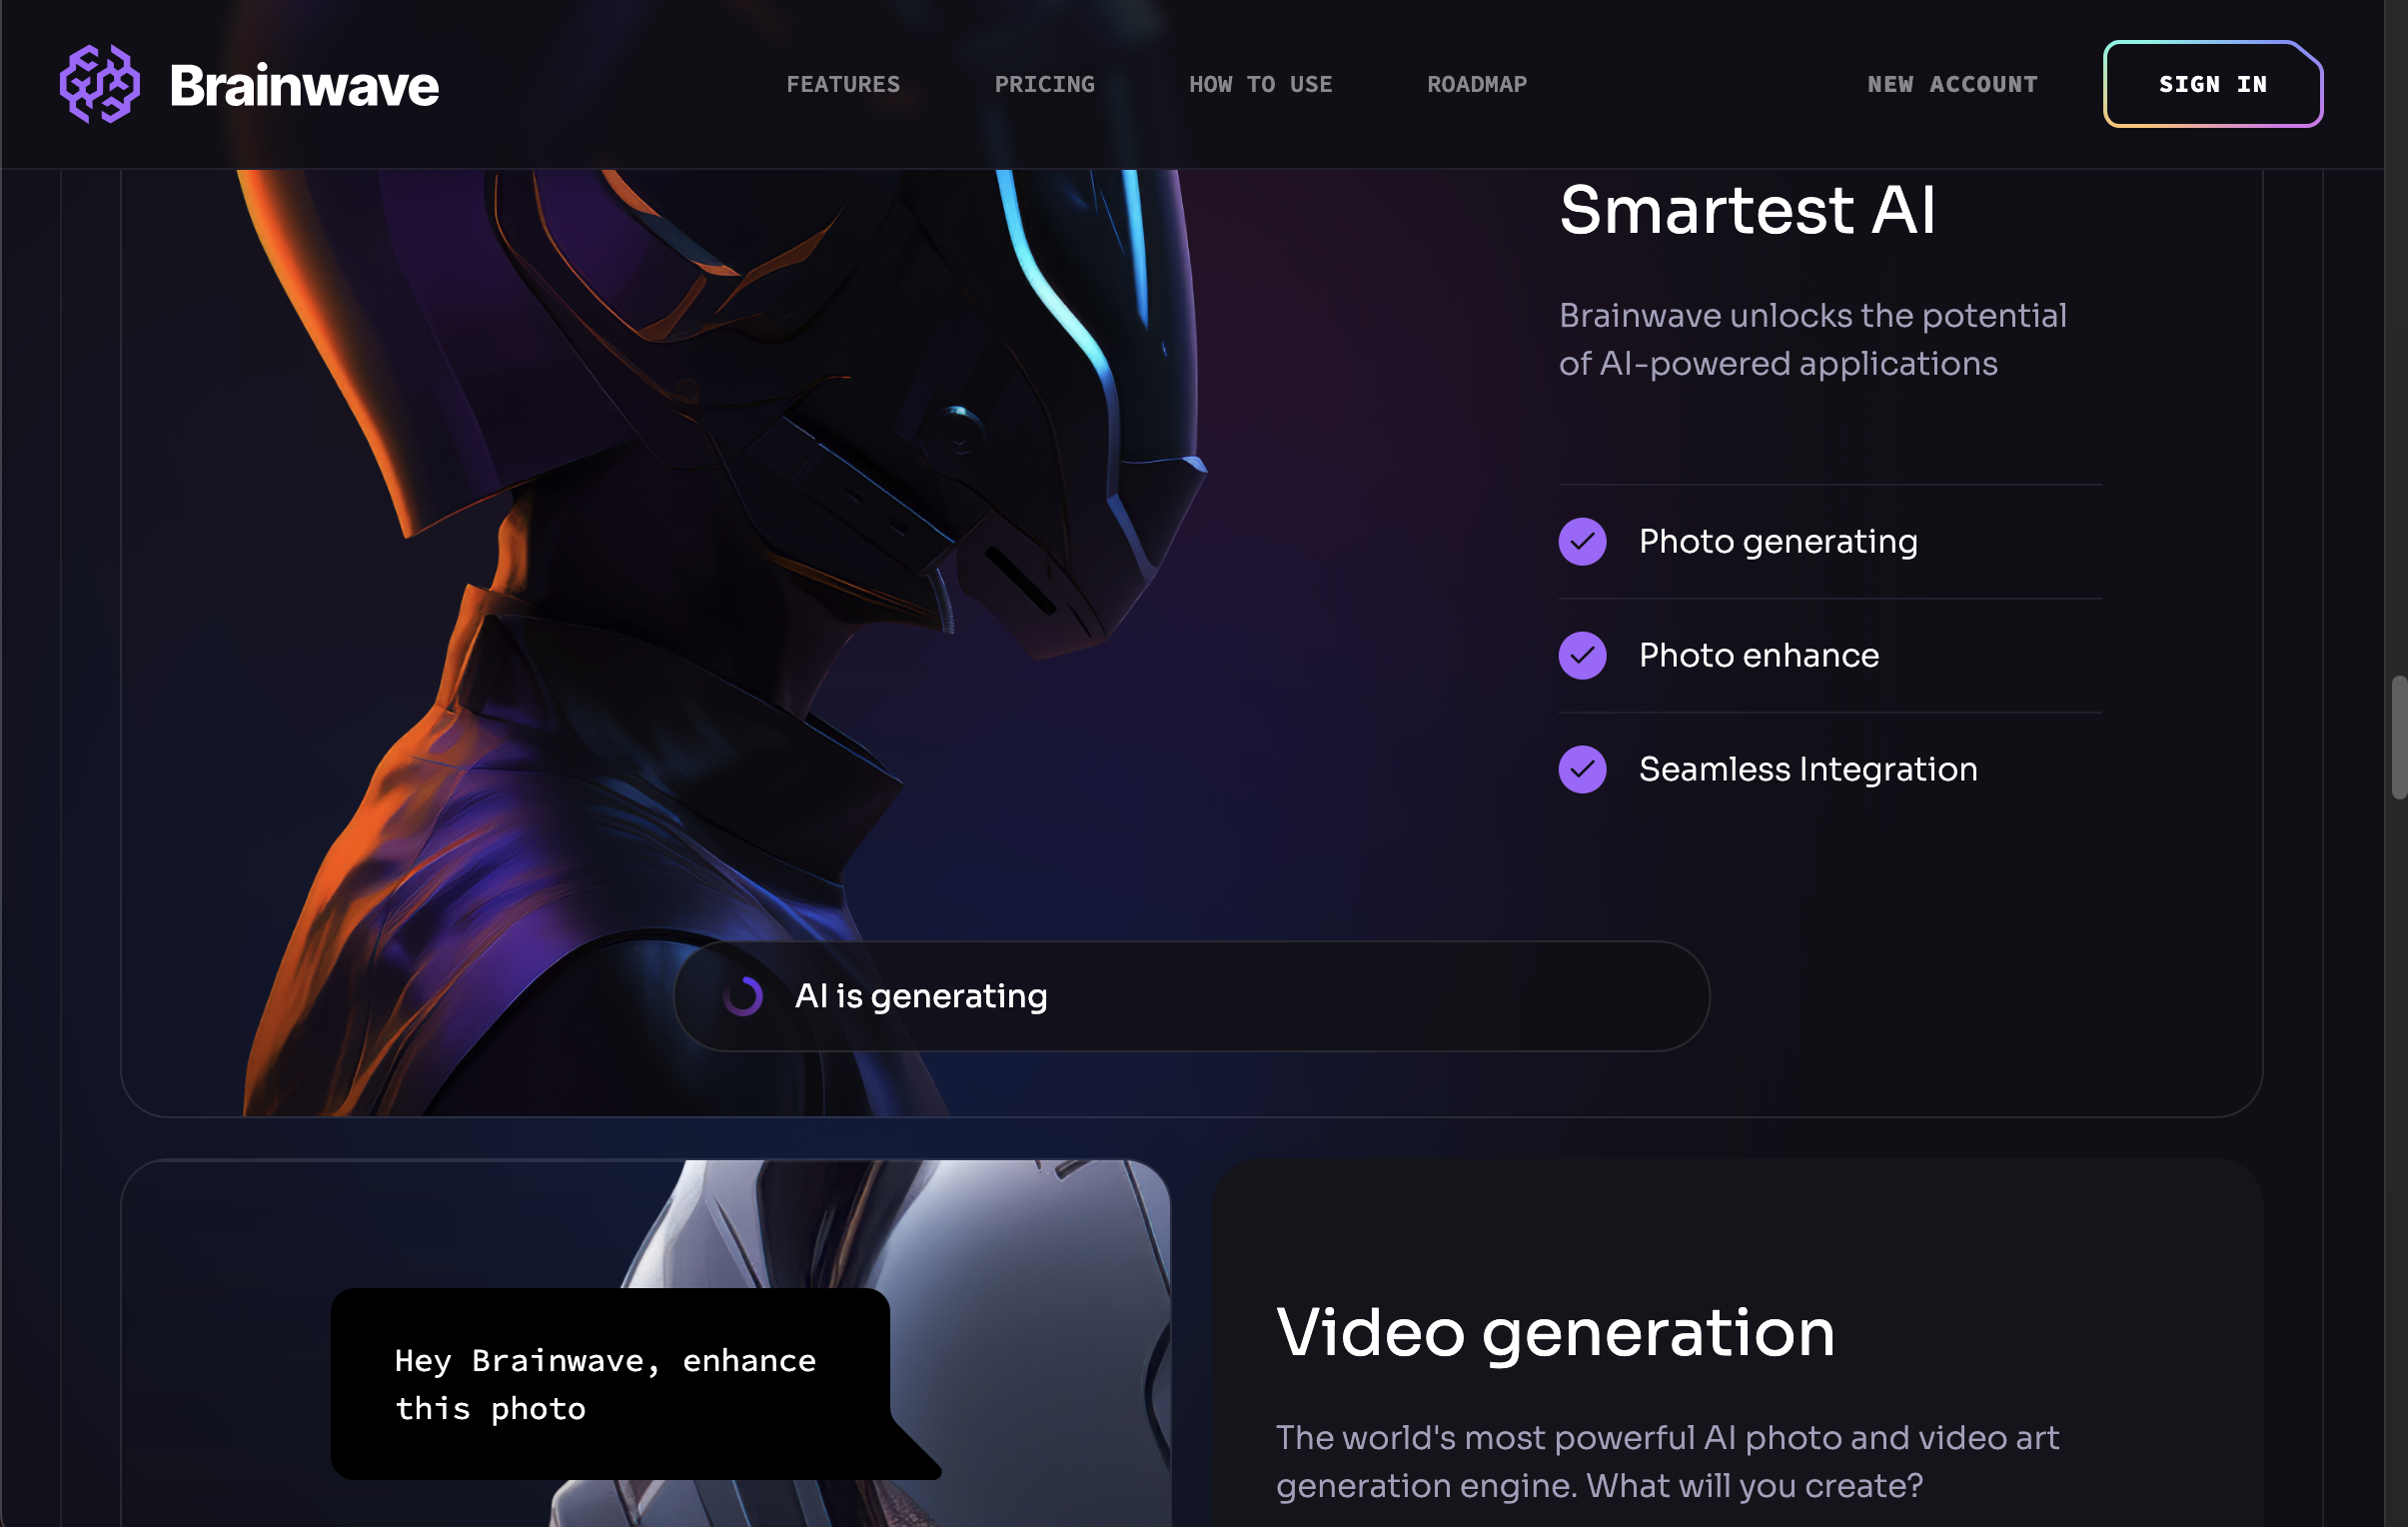 Brainwave
FEATURES
PRICING
HOW TO USE
ROADMAP
NEW ACCOUNT
SIGN IN
Smartest AI
Brainwave unlocks the potential
of AI-powered applications
Photo generating
Photo enhance
Seamless Integration
AI is generating
Hey Brainwave, enhance
this photo
Video generation
The world's most powerful AI photo and video art
generation engine. What will you create?